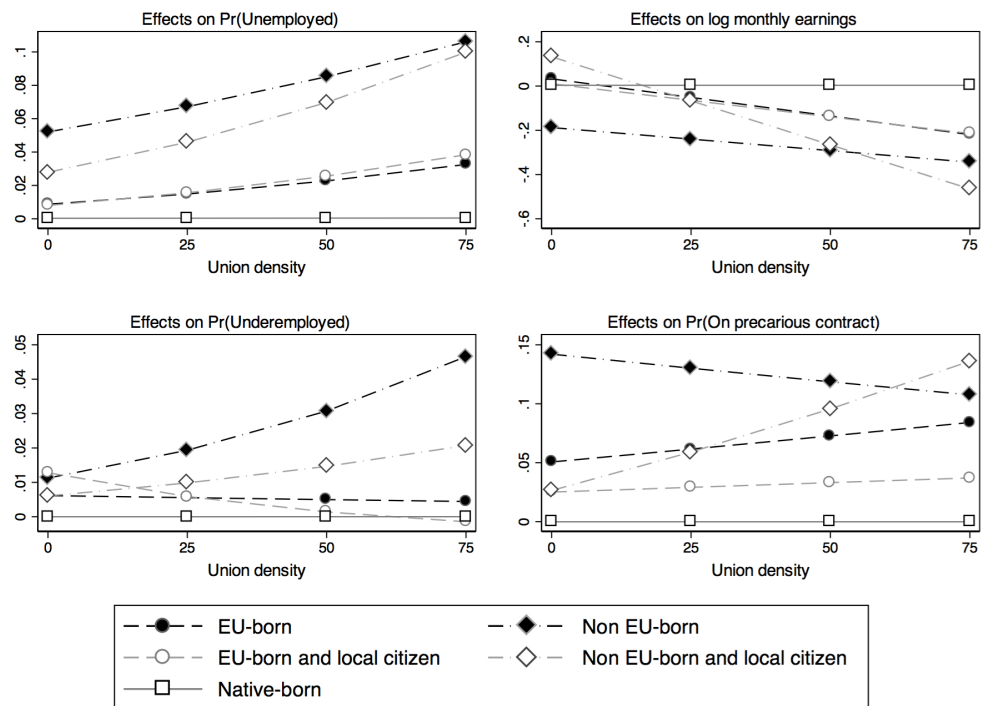 Effects on Pr(Unemployed)
.1
.08
.06
.04
.02
0
0 25 50 75
Union density
Effects on log monthly earnings
.2
0
-.2
-.4
-.6
0 25 50 75
Union density
Effects on Pr(Underemployed)
.05
.04
.03
.02
.01
0
0 25 50 75
Union density
Effects on Pr(On precarious contract)
.15
.1
.05
0
0 25 50 75
Union density
EU-born
Non EU-born
EU-born and local citizen
Non EU-born and local citizen
Native-born